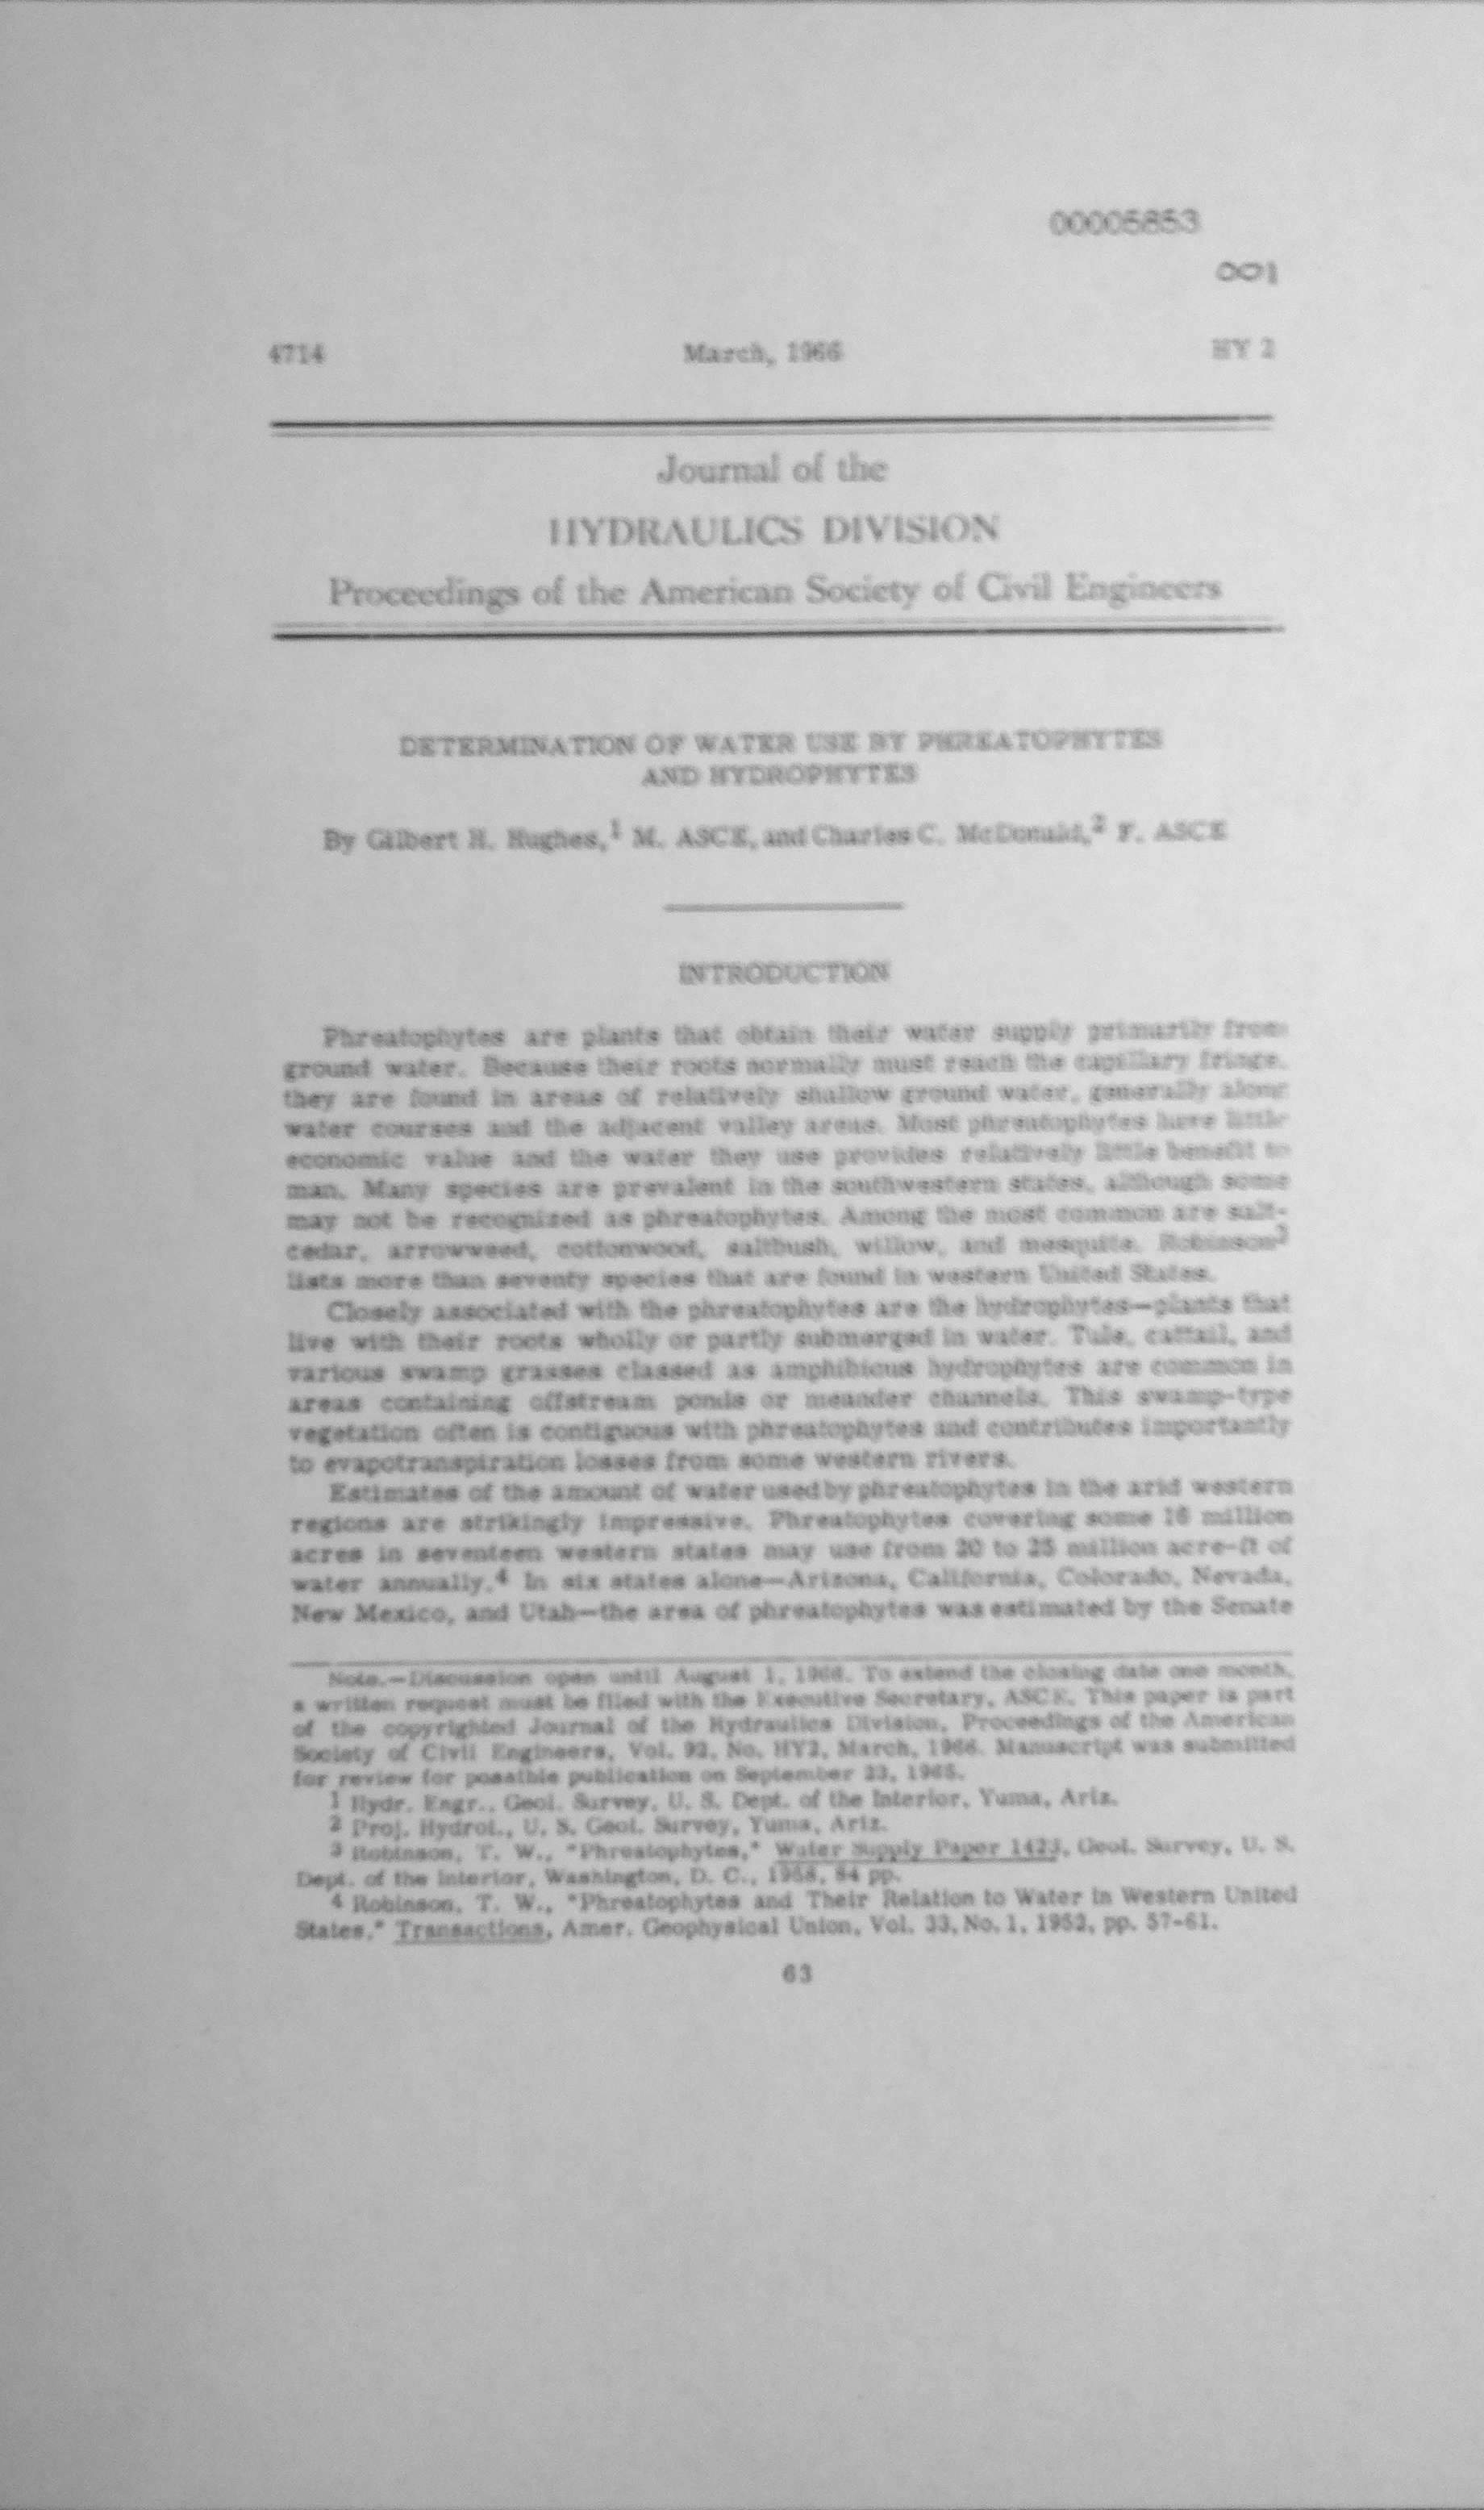 00005853
001
4714 March, 1966 HY 2
Journal of the
HYDRAULICS DIVISION
Proceedings of the American Society of Civil Engineers
DETERMINATION OF WATER USE BY PHREATOPHYTES
AND HYDROPHYTES
By Gilbert H. Hughes,1 M. ASCE, and Charles C. McDonald,2 F. ASCE
INTRODUCTION
Phreatophytes are plants that obtain their water supply primarily from
ground water. Because their roots normally must reach the capillary fringe,
they are found in areas of relatively shallow ground water, generally along
water courses and the adjacent valley areas. Most phreatophytes have little
economic value and the water they use provides relatively little benefit to
man. Many species are prevalent in the southwestern states, although some
may not be recognized as phreatophytes. Among the most common are salt-
cedar, arrowweed, cottonwood, saltbush, willow, and mesquite. Robinson3
lists more than seventy species that are found in western United States.
Closely associated with the phreatophytes are the hydrophytes—plants that
live with their roots wholly or partly submerged in water. Tule, cattail, and
various swamp grasses classed as amphibious hydrophytes are common in
areas containing offstream ponds or meander channels. This swamp-type
vegetation often is contiguous with phreatophytes and contributes importantly
to evapotranspiration losses from some western rivers.
Estimates of the amount of water used by phreatophytes in the arid western
regions are strikingly impressive. Phreatophytes covering some 16 million
acres in seventeen western states may use from 20 to 25 million acre-ft of
water annually.4 In six states alone—Arizona, California, Colorado, Nevada,
New Mexico, and Utah—the area of phreatophytes was estimated by the Senate
Note.—Discussion open until August 1, 1966. To extend the closing date one month,
a written request must be filed with the Executive Secretary, ASCE. This paper is part
of the copyrighted Journal of the Hydraulics Division, Proceedings of the American
Society of Civil Engineers, Vol. 92, No. HY2, March, 1966. Manuscript was submitted
for review for possible publication on September 23, 1965.
1 Hydr. Engr., Geol. Survey, U. S. Dept. of the Interior, Yuma, Ariz.
2 Proj. Hydrol., U. S. Geol. Survey, Yuma, Ariz.
3 Robinson, T. W., "Phreatophytes," Water Supply Paper 1423, Geol. Survey, U. S.
Dept. of the Interior, Washington, D. C., 1958, 84 pp.
4 Robinson, T. W., "Phreatophytes and Their Relation to Water in Western United
States," Transactions, Amer. Geophysical Union, Vol. 33, No. 1, 1952, pp. 57-61.
63